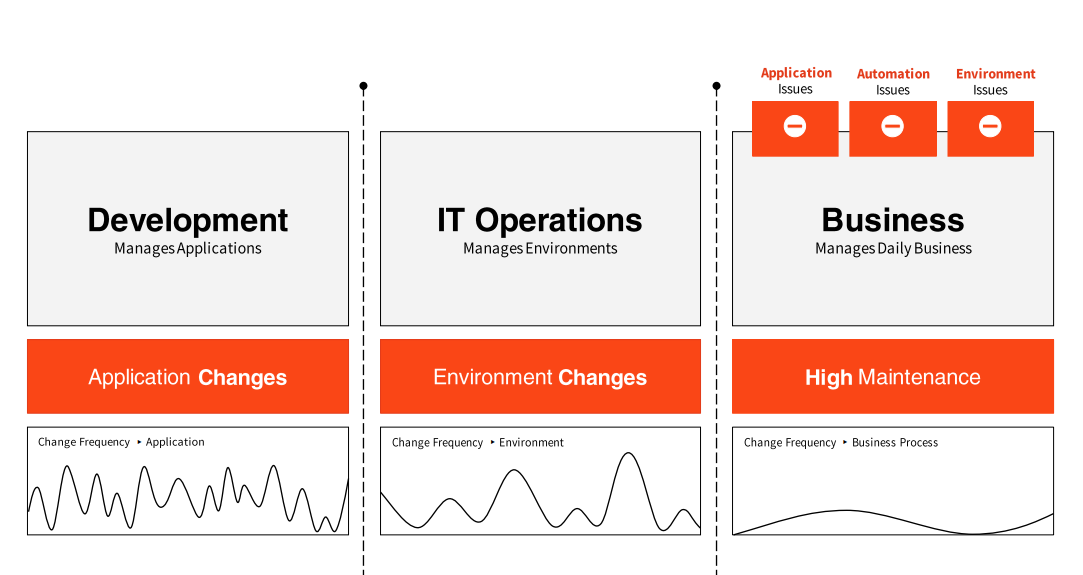 Application
Issues
Automation
Issues
Environment
Issues
Development
Manages Applications
IT Operations
Manages Environments
Business
Manages Daily Business
Application Changes
Environment Changes
High Maintenance
Change Frequency ‣ Application
Change Frequency ‣ Environment
Change Frequency ‣ Business Process